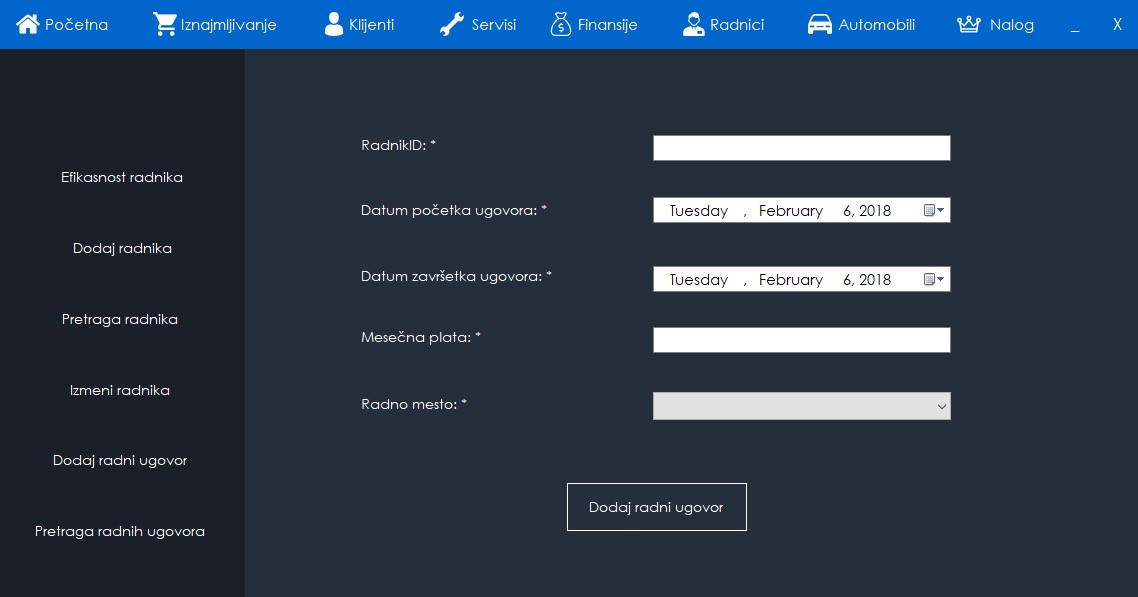 Početna Iznajmljivanje Klijenti Servisi Finansije Radnici Automobili Nalog _ X
Efikasnost radnika
Dodaj radnika
Pretraga radnika
Izmeni radnika
Dodaj radni ugovor
Pretraga radnih ugovora
RadnikID: *
Datum početka ugovora: * Tuesday , February 6, 2018
Datum završetka ugovora: * Tuesday , February 6, 2018
Mesečna plata: *
Radno mesto: *
Dodaj radni ugovor